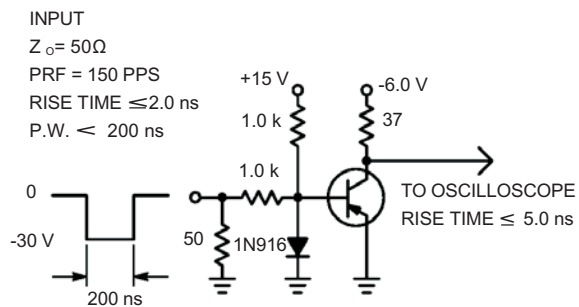 INPUT
Z o= 50Ω
PRF = 150 PPS
RISE TIME ≤2.0 ns
P.W. < 200 ns
+15 V
-6.0 V
1.0 k
37
1.0 k
0
-30 V
50
1N916
200 ns
TO OSCILLOSCOPE
RISE TIME ≤ 5.0 ns